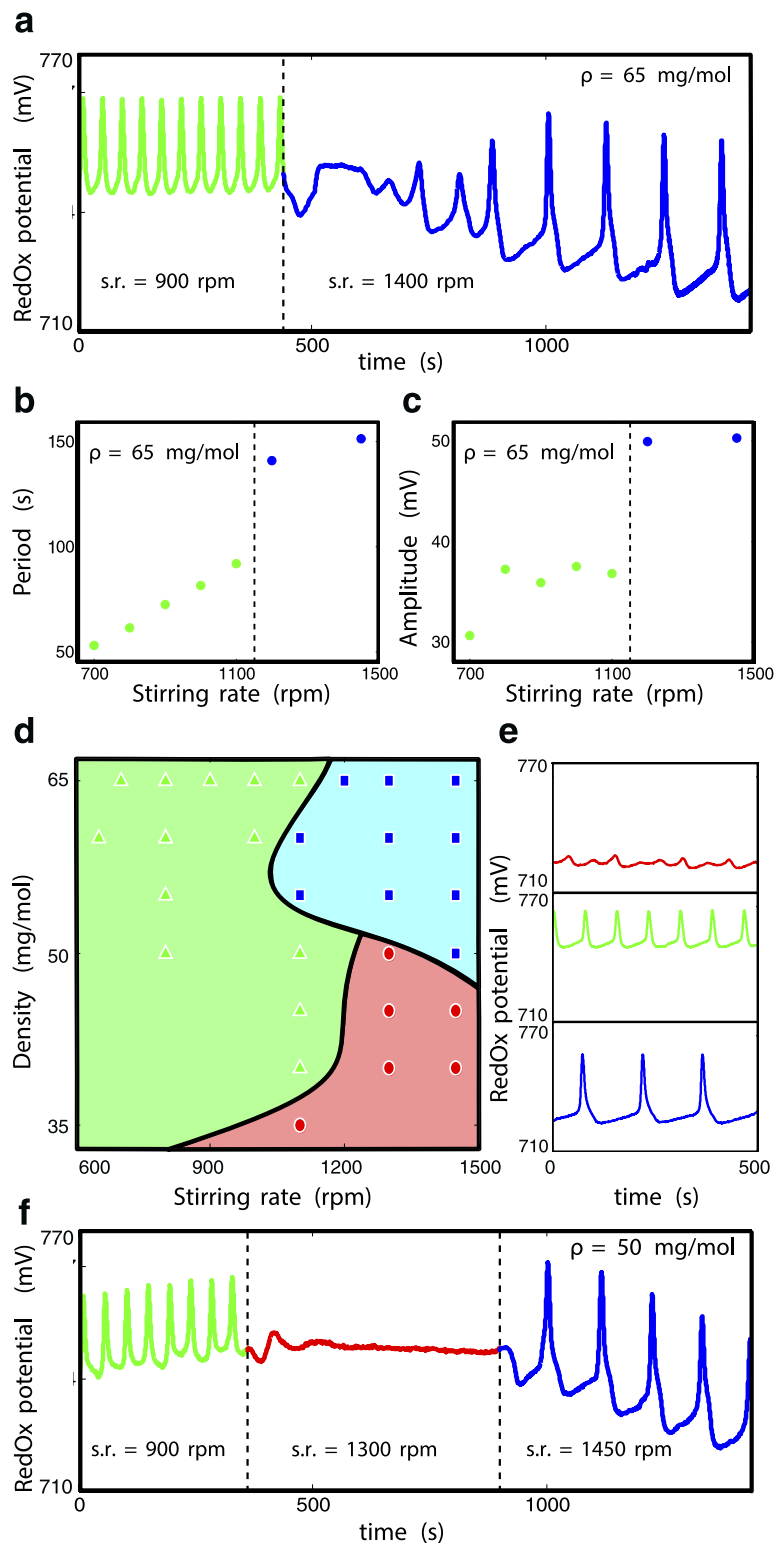 a
770
RedOx potential (mV)
ρ = 65 mg/mol
s.r. = 900 rpm
s.r. = 1400 rpm
710
0
500
1000
time (s)
b
150
ρ = 65 mg/mol
Period (s)
100
50
700
1100
1500
Stirring rate (rpm)
c
50
ρ = 65 mg/mol
Amplitude (mV)
40
30
700
1100
1500
Stirring rate (rpm)
d
65
Density (mg/mol)
50
35
600
900
1200
1500
Stirring rate (rpm)
e
770
710
770
RedOx potential (mV)
710
770
710
0
500
time (s)
f
770
RedOx potential (mV)
ρ = 50 mg/mol
s.r. = 900 rpm
s.r. = 1300 rpm
s.r. = 1450 rpm
710
0
500
1000
time (s)